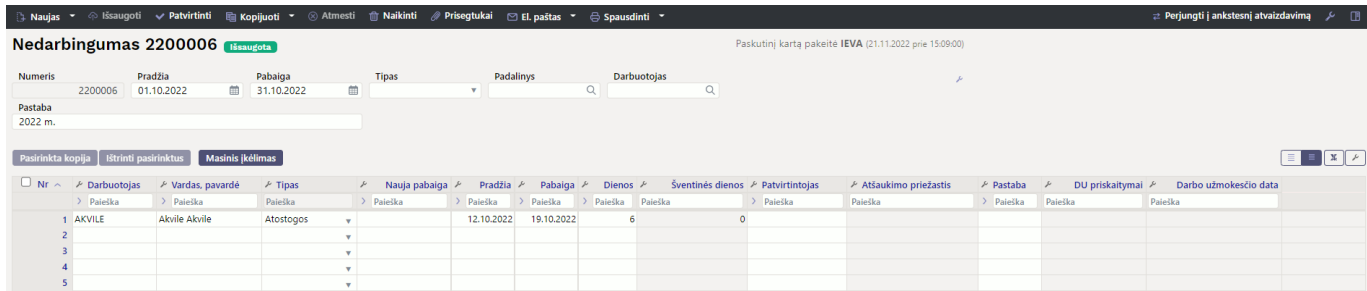 Naujas Išsaugoti Patvirtinti Kopijuoti Atmesti Naikinti Prisegtukai El. paštas Spausdinti Perjungti į ankstesnį atvaizdavimą
Nedarbingumas 2200006 Išsaugota Paskutinį kartą pakeitė IEVA (21.11.2022 prie 15:09:00)
Numeris Pradžia Pabaiga Tipas Padalinys Darbuotojas
2200006 01.10.2022 31.10.2022
Pastaba
2022 m.
Pasirinkta kopija Ištrinti pasirinktus Masinis įkėlimas
Nr Darbuotojas Vardas, pavardė Tipas Nauja pabaiga Pradžia Pabaiga Dienos Šventinės dienos Patvirtintojas Atšaukimo priežastis Pastaba DU priskaitymai Darbo užmokesčio data
Paieška Paieška Paieška Paieška Paieška Paieška Paieška Paieška Paieška Paieška Paieška Paieška Paieška
1 AKVILE Akvile Akvile Atostogos 12.10.2022 19.10.2022 6 0
2
3
4
5